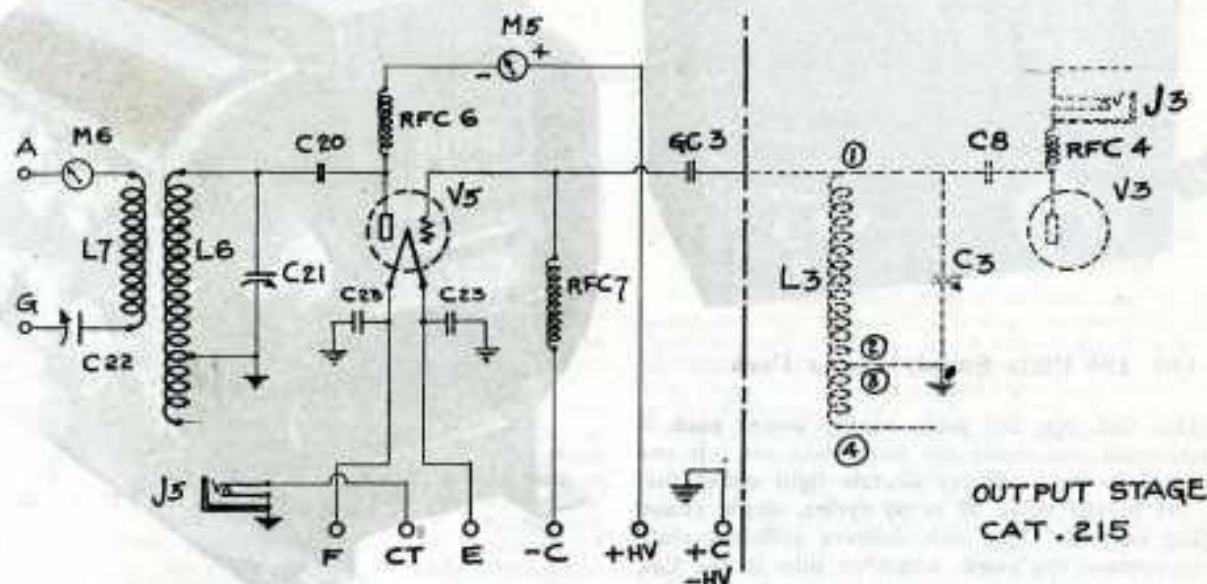 M5
- +
RFC 6
J3
A
M6
C20
GC 3
①
C8
RFC 4
V5
V3
L7
L6
C21
L3
C3
G
C23
C23
RFC7
C22
②
③
④
J5
F
CT
E
-C
+HV
+C
-HV
OUTPUT STAGE
CAT. 215